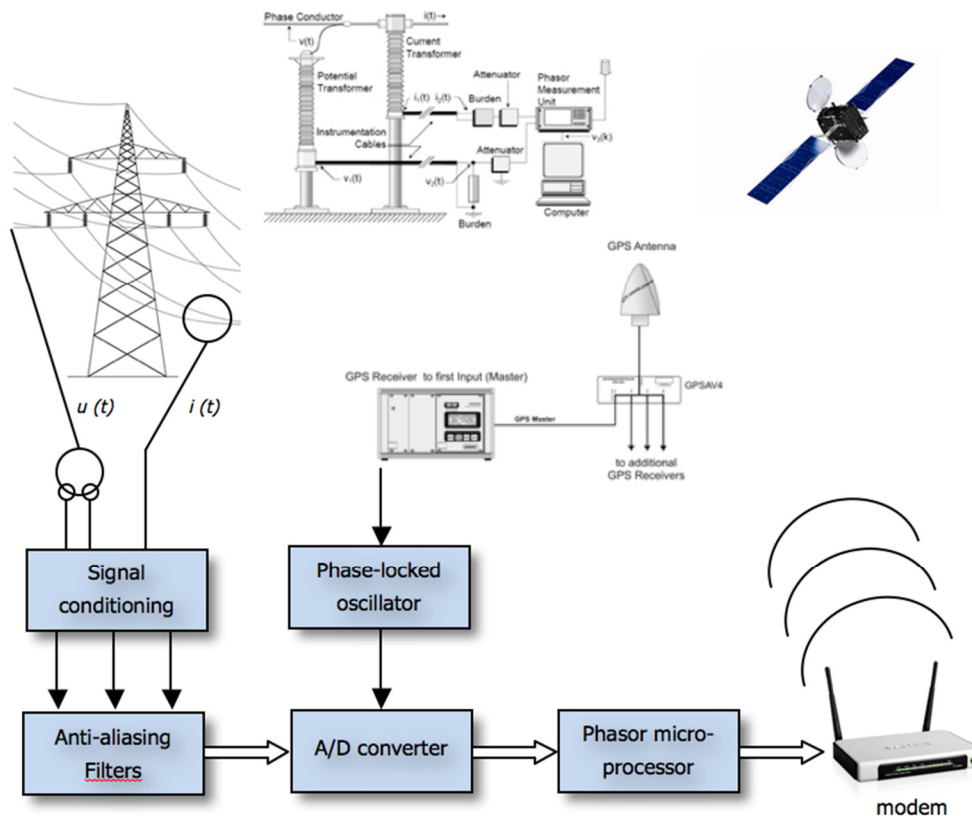 Phase Conductor
i(t)
v(t)
Current
Transformer
Potential
Transformer
Attenuator
Phasor
Measurement
Unit
i₁(t) i₂(t)
Burden
Instrumentation
Cables
Attenuator
v₁(t)
v₂(t)
v₃(k)
Burden
Computer
GPS Antenna
GPS Receiver to first Input (Master)
GPSAV4
GPS Master
to additional
GPS Receivers
u (t)
i (t)
Signal
conditioning
Phase-locked
oscillator
Anti-aliasing
Filters
A/D converter
Phasor micro-
processor
modem